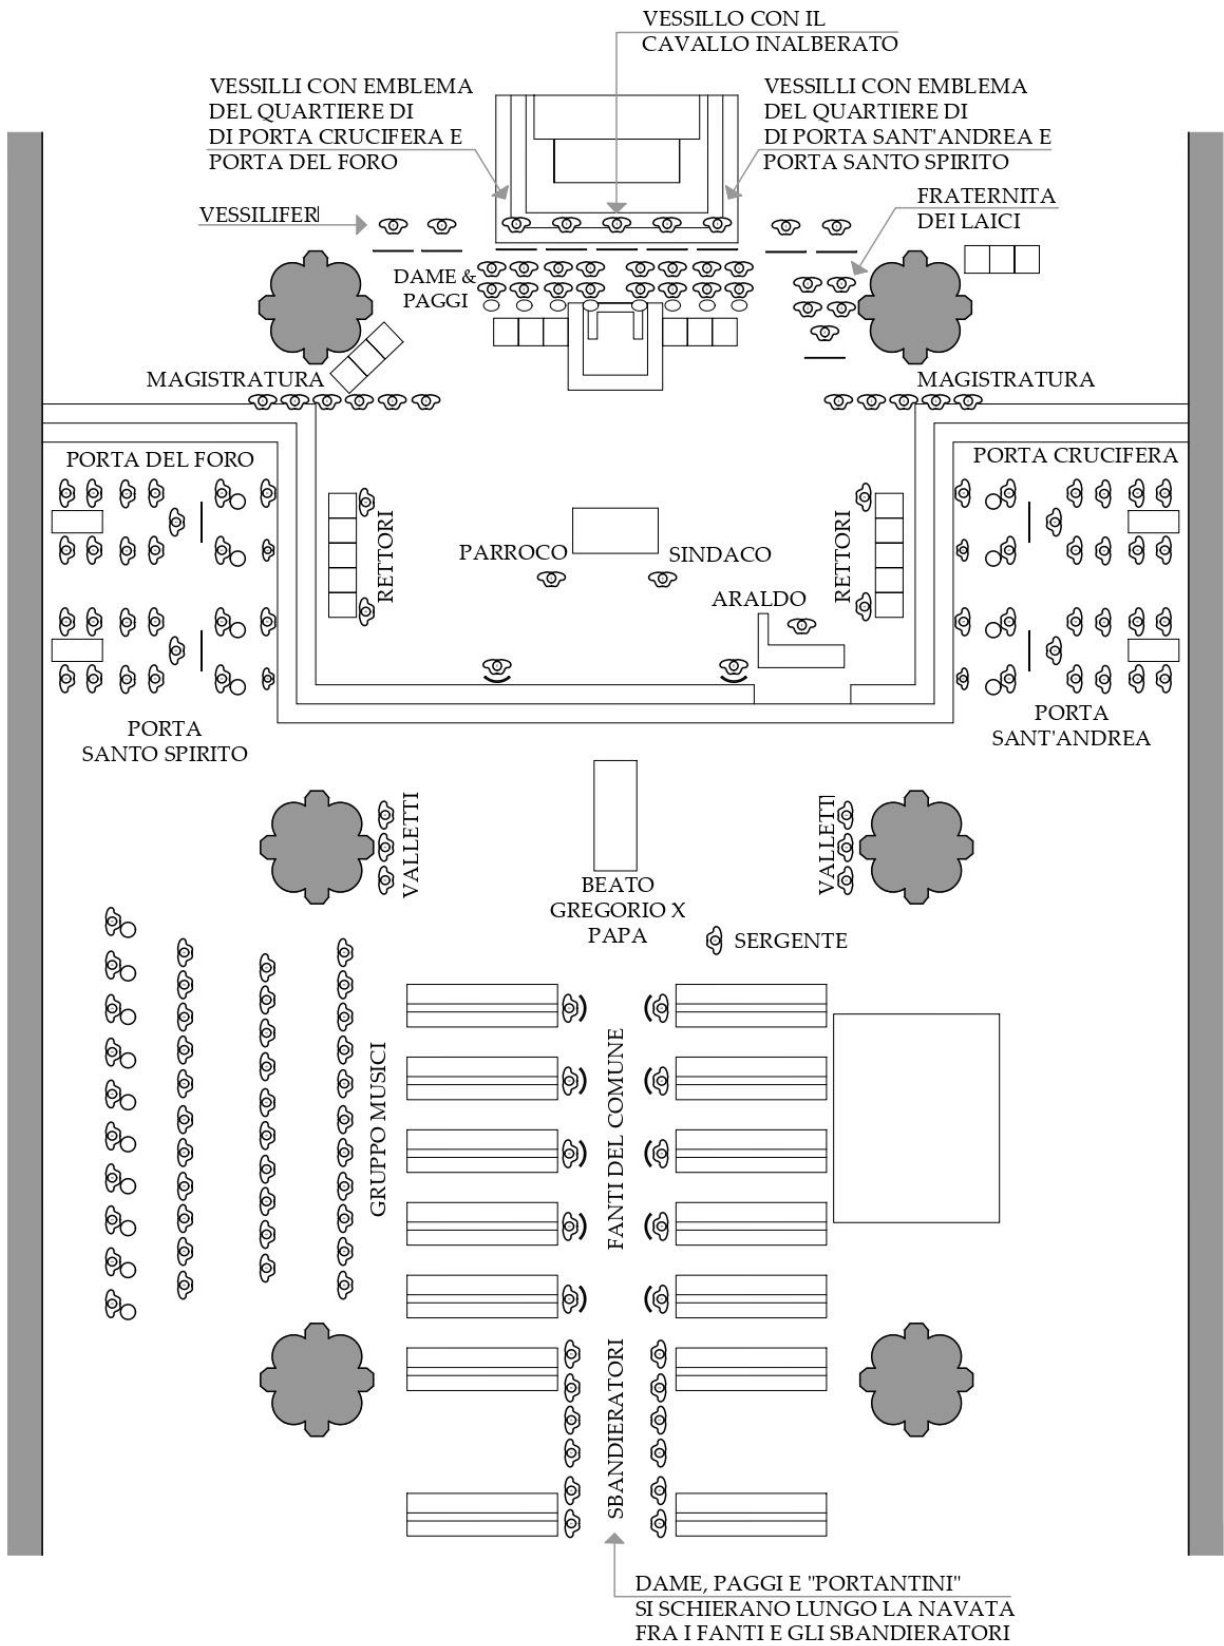 VESSILLO CON IL
CAVALLO INALBERATO
VESSILLI CON EMBLEMA
DEL QUARTIERE DI
DI PORTA CRUCIFERA E
PORTA DEL FORO
VESSILLI CON EMBLEMA
DEL QUARTIERE DI
DI PORTA SANT'ANDREA E
PORTA SANTO SPIRITO
VESSILIFERI
FRATERNITA
DEI LAICI
DAME &
PAGGI
MAGISTRATURA
MAGISTRATURA
PORTA DEL FORO
PORTA CRUCIFERA
RETTORI
PARROCO
SINDACO
RETTORI
ARALDO
PORTA
SANTO SPIRITO
PORTA
SANT'ANDREA
VALLETTI
VALLETTI
BEATO
GREGORIO X
PAPA
SERGENTE
GRUPPO MUSICI
FANTI DEL COMUNE
SBANDIERATORI
DAME, PAGGI E "PORTANTINI"
SI SCHIERANO LUNGO LA NAVATA
FRA I FANTI E GLI SBANDIERATORI